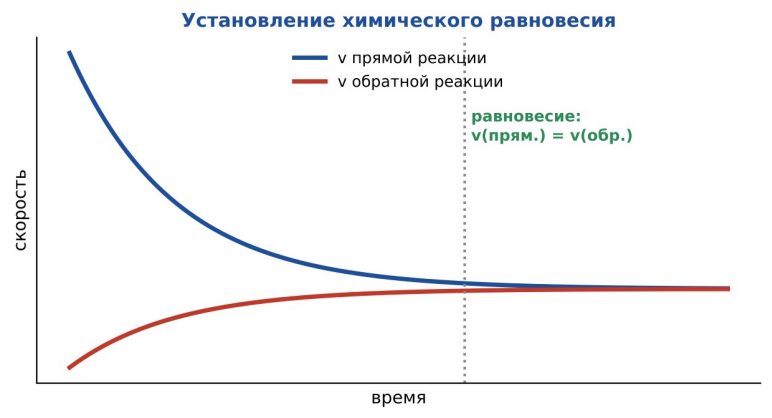 Установление химического равновесия
v прямой реакции
v обратной реакции
равновесие:
v(прям.) = v(обр.)
скорость
время